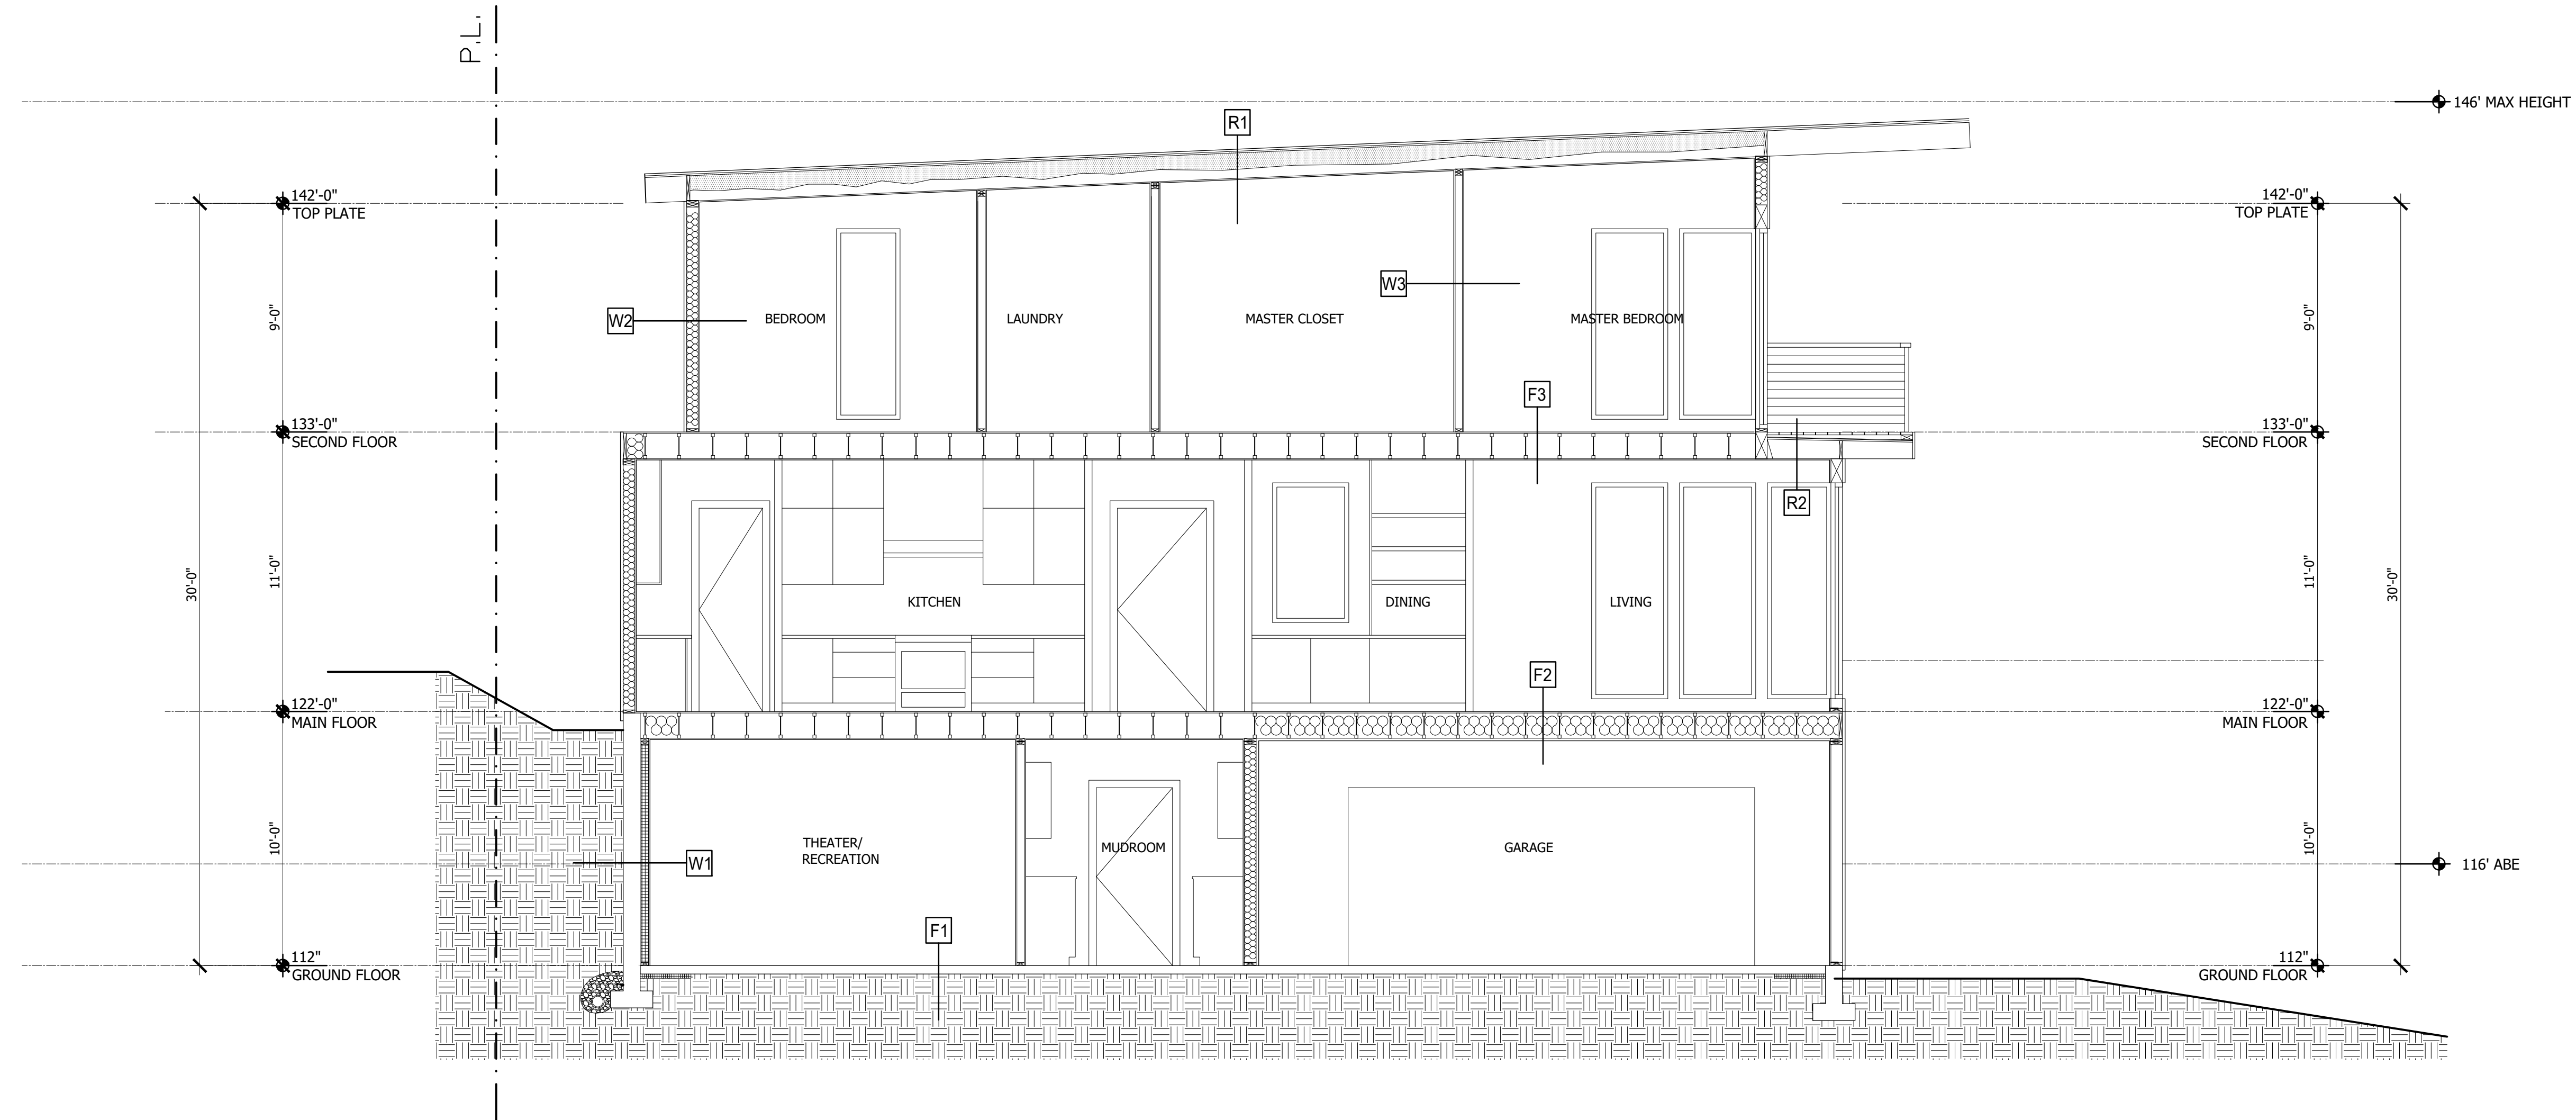 P.L.
146' MAX HEIGHT
R1
142'-0"
TOP PLATE
142'-0"
TOP PLATE
9'-0"
W2
BEDROOM
LAUNDRY
MASTER CLOSET
W3
MASTER BEDROOM
9'-0"
F3
133'-0"
SECOND FLOOR
133'-0"
SECOND FLOOR
R2
30'-0"
11'-0"
KITCHEN
DINING
LIVING
11'-0"
30'-0"
F2
122'-0"
MAIN FLOOR
122'-0"
MAIN FLOOR
10'-0"
W1
THEATER/
RECREATION
MUDROOM
GARAGE
10'-0"
116' ABE
F1
112"
GROUND FLOOR
112"
GROUND FLOOR